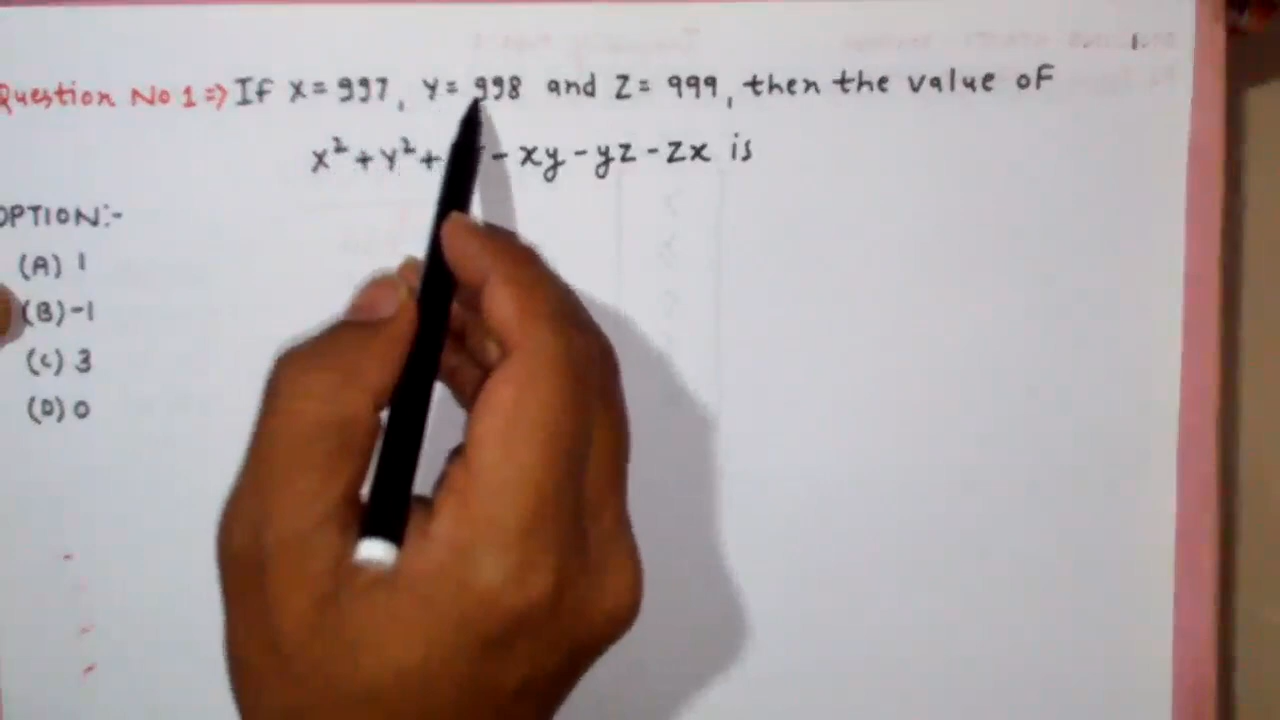 Question No 1 => If X = 997, Y = 998 and Z = 999, then the value of
x² + y² + - xy - yz - zx is
OPTION:-
(A) 1
(B) -1
(C) 3
(D) 0